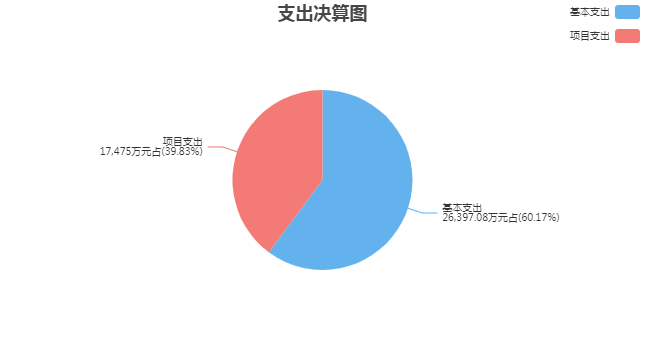 支出决算图
基本支出
项目支出
项目支出
17,475万元占(39.83%)
基本支出
26,397.08万元占(60.17%)